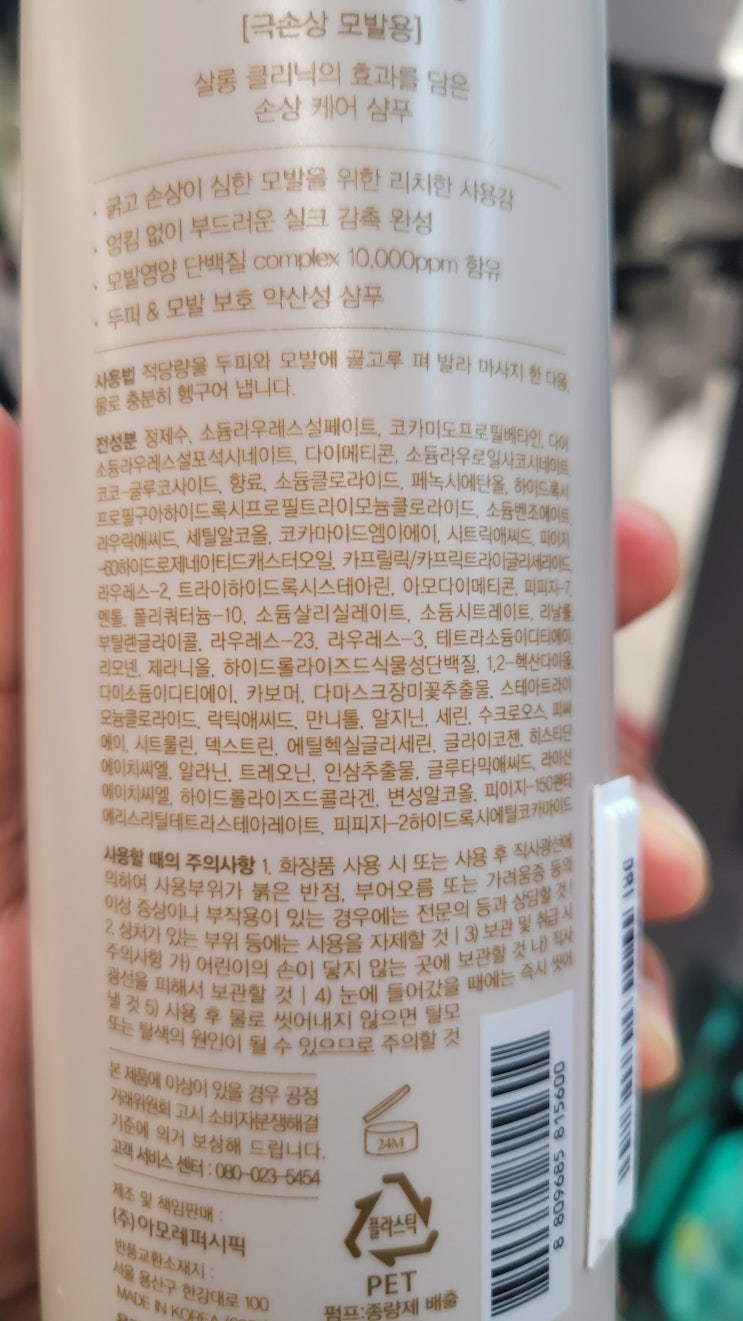 [극손상 모발용]
살롱 클리닉의 효과를 담은
손상 케어 샴푸
· 굵고 손상이 심한 모발을 위한 리치한 사용감
· 엉킴 없이 부드러운 실크 감촉 완성
· 모발영양 단백질 complex 10,000ppm 함유
· 두피 & 모발 보호 약산성 샴푸
사용법 적당량을 두피와 모발에 골고루 펴 발라 마사지 한 다음,
물로 충분히 헹구어 냅니다.
전성분 정제수, 소듐라우레스설페이트, 코카미도프로필베타인, 다이
소듐라우레스설포석시네이트, 다이메티콘, 소듐라우로일사코시네이트,
코코-글루코사이드, 향료, 소듐클로라이드, 페녹시에탄올, 하이드록시
프로필구아하이드록시프로필트라이모늄클로라이드, 소듐벤조에이트,
라우릭애씨드, 세틸알코올, 코카마이드엠이에이, 시트릭애씨드, 피이지
-60하이드로제네이티드캐스터오일, 카프릴릭/카프릭트라이글리세라이드,
라우레스-2, 트라이하이드록시스테아린, 아모다이메티콘, 피피지-7,
멘톨, 폴리쿼터늄-10, 소듐살리실레이트, 소듐시트레이트, 리날룰,
부틸렌글라이콜, 라우레스-23, 라우레스-3, 테트라소듐이디티에이,
리모넨, 제라니올, 하이드롤라이즈드식물성단백질, 1,2-헥산다이올,
다이소듐이디티에이, 카보머, 다마스크장미꽃추출물, 스테아트라이
모늄클로라이드, 락틱애씨드, 만니톨, 알지닌, 세린, 수크로오스, 피씨
에이, 시트룰린, 덱스트린, 에틸헥실글리세린, 글라이코젠, 히스티딘
에이치씨엘, 알라닌, 트레오닌, 인삼추출물, 글루타믹애씨드, 라이신
에이치씨엘, 하이드롤라이즈드콜라겐, 변성알코올, 피이지-150펜타
에리스리틸테트라스테아레이트, 피피지-2하이드록시에틸코카마이드
사용할 때의 주의사항 1. 화장품 사용 시 또는 사용 후 직사광선에
의하여 사용부위가 붉은 반점, 부어오름 또는 가려움증 등의
이상 증상이나 부작용이 있는 경우에는 전문의 등과 상담할 것 |
2. 상처가 있는 부위 등에는 사용을 자제할 것 | 3) 보관 및 취급 시
주의사항 가) 어린이의 손이 닿지 않는 곳에 보관할 것 나) 직사
광선을 피해서 보관할 것 | 4) 눈에 들어갔을 때에는 즉시 씻어
낼 것 5) 사용 후 물로 씻어내지 않으면 탈모
또는 탈색의 원인이 될 수 있으므로 주의할 것
본 제품에 이상이 있을 경우 공정
거래위원회 고시 소비자분쟁해결
기준에 의거 보상해 드립니다.
고객 서비스 센터 : 080-023-5454
제조 및 책임판매 :
(주)아모레퍼시픽
반품교환소재지 :
서울 용산구 한강대로 100
MADE IN KOREA
24M
플라스틱
PET
펌프:종량제 배출
8 809685 815600